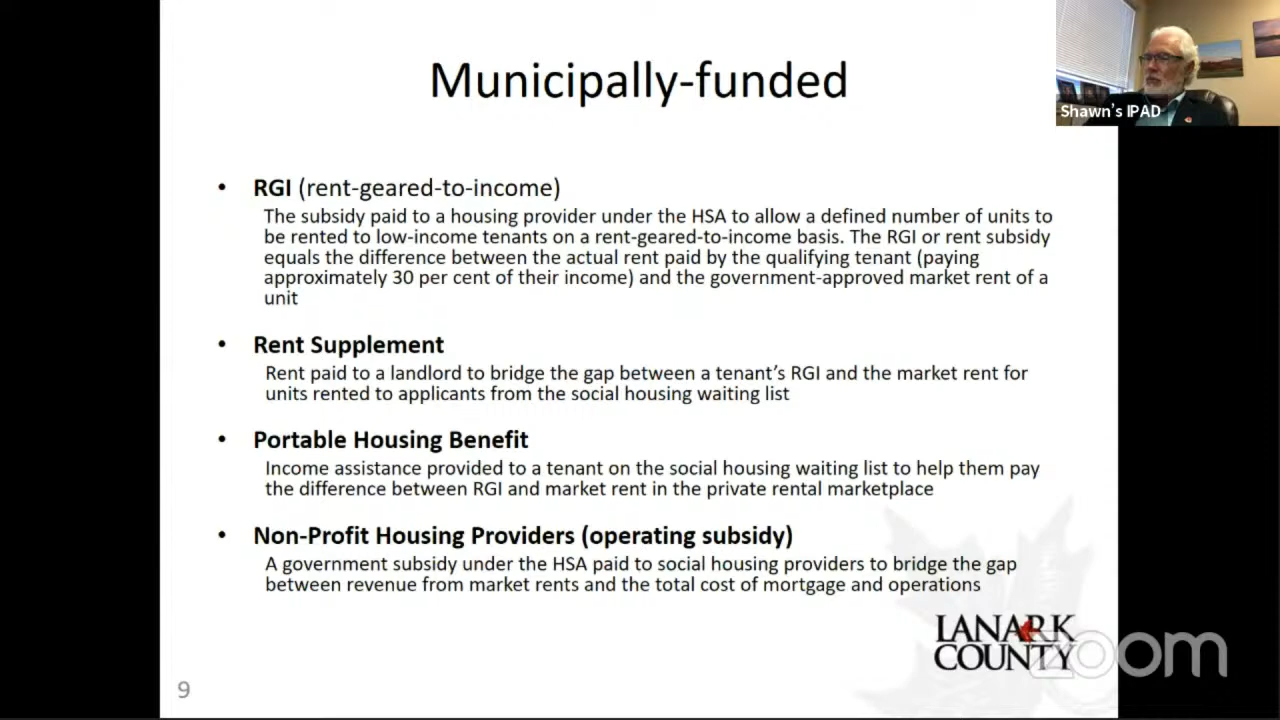 Municipally-funded
Shawn's IPAD
• RGI (rent-geared-to-income)
The subsidy paid to a housing provider under the HSA to allow a defined number of units to
be rented to low-income tenants on a rent-geared-to-income basis. The RGI or rent subsidy
equals the difference between the actual rent paid by the qualifying tenant (paying
approximately 30 per cent of their income) and the government-approved market rent of a
unit
• Rent Supplement
Rent paid to a landlord to bridge the gap between a tenant's RGI and the market rent for
units rented to applicants from the social housing waiting list
• Portable Housing Benefit
Income assistance provided to a tenant on the social housing waiting list to help them pay
the difference between RGI and market rent in the private rental marketplace
• Non-Profit Housing Providers (operating subsidy)
A government subsidy under the HSA paid to social housing providers to bridge the gap
between revenue from market rents and the total cost of mortgage and operations
LANARK
COUNTY
zoom
9